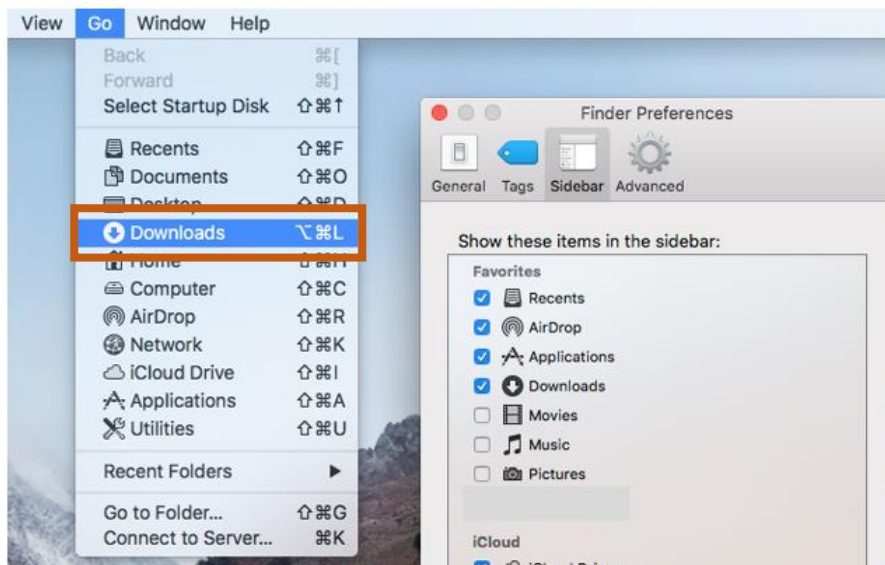 View Go Window Help
Back ⌘[
Forward ⌘]
Select Startup Disk ⇧⌘↑
Recents ⇧⌘F
Documents ⇧⌘O
Desktop ⇧⌘D
Downloads ⌥⌘L
Home ⇧⌘H
Computer ⇧⌘C
AirDrop ⇧⌘R
Network ⇧⌘K
iCloud Drive ⇧⌘I
Applications ⇧⌘A
Utilities ⇧⌘U
Recent Folders ▶
Go to Folder... ⇧⌘G
Connect to Server... ⌘K
Finder Preferences
General Tags Sidebar Advanced
Show these items in the sidebar:
Favorites
Recents
AirDrop
Applications
Downloads
Movies
Music
Pictures
iCloud